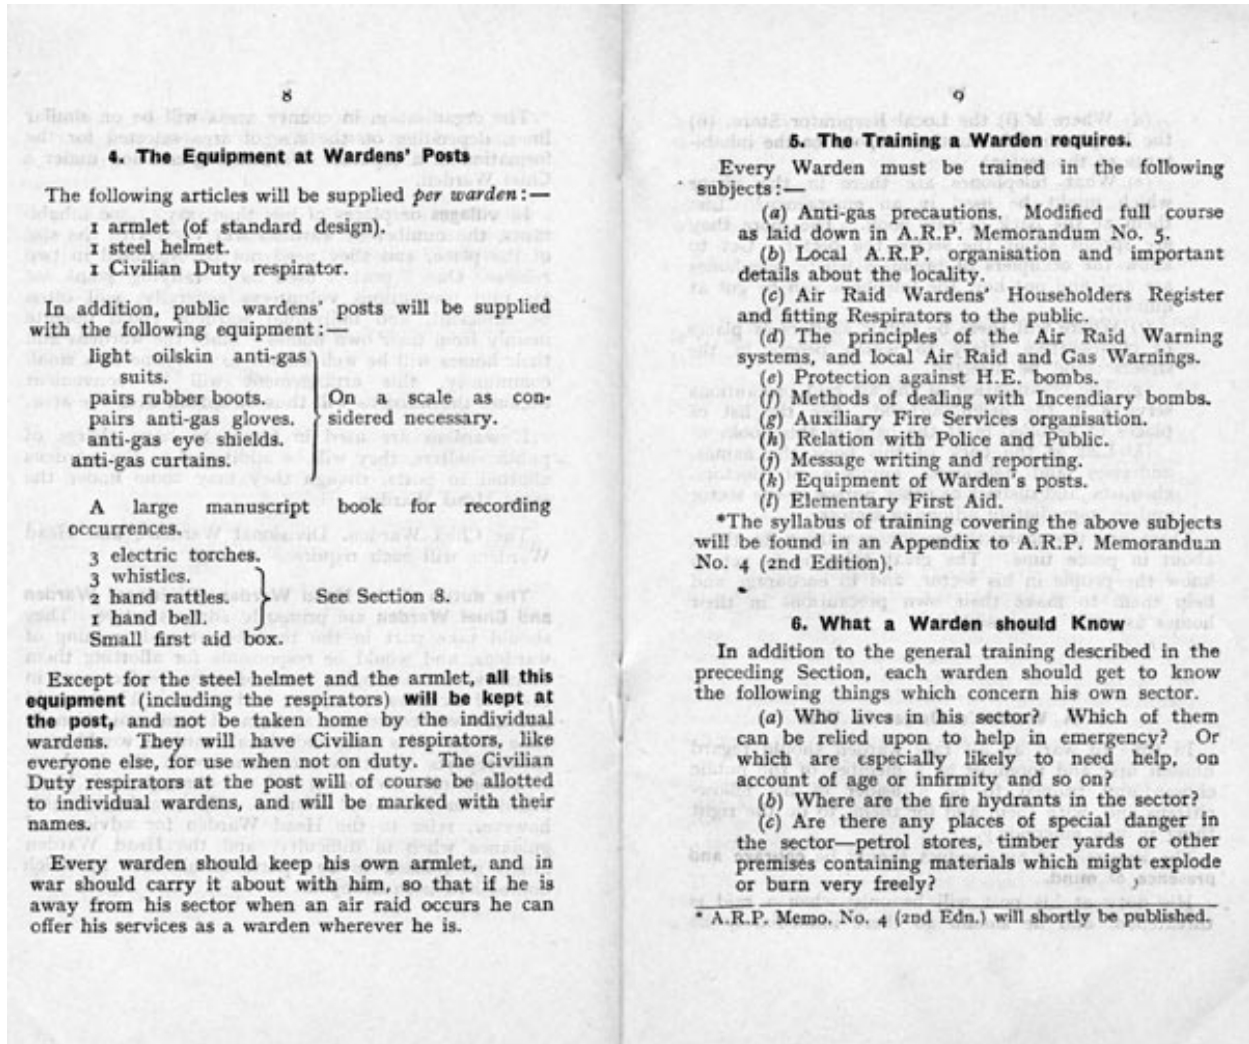 8
4. The Equipment at Wardens' Posts
The following articles will be supplied per warden:—
1 armlet (of standard design).
1 steel helmet.
1 Civilian Duty respirator.
In addition, public wardens' posts will be supplied
with the following equipment:—
light oilskin anti-gas
suits.
pairs rubber boots.
pairs anti-gas gloves.
anti-gas eye shields.
anti-gas curtains.
On a scale as con-
sidered necessary.
A large manuscript book for recording
occurrences.
3 electric torches.
3 whistles.
2 hand rattles.
1 hand bell.
See Section 8.
Small first aid box.
Except for the steel helmet and the armlet, all this
equipment (including the respirators) will be kept at
the post, and not be taken home by the individual
wardens. They will have Civilian respirators, like
everyone else, for use when not on duty. The Civilian
Duty respirators at the post will of course be allotted
to individual wardens, and will be marked with their
names.
Every warden should keep his own armlet, and in
war should carry it about with him, so that if he is
away from his sector when an air raid occurs he can
offer his services as a warden wherever he is.
9
5. The Training a Warden requires.
Every Warden must be trained in the following
subjects:—
(a) Anti-gas precautions. Modified full course
as laid down in A.R.P. Memorandum No. 5.
(b) Local A.R.P. organisation and important
details about the locality.
(c) Air Raid Wardens' Householders Register
and fitting Respirators to the public.
(d) The principles of the Air Raid Warning
systems, and local Air Raid and Gas Warnings.
(e) Protection against H.E. bombs.
(f) Methods of dealing with Incendiary bombs.
(g) Auxiliary Fire Services organisation.
(h) Relation with Police and Public.
(j) Message writing and reporting.
(k) Equipment of Warden's posts.
(l) Elementary First Aid.
*The syllabus of training covering the above subjects
will be found in an Appendix to A.R.P. Memorandum
No. 4 (2nd Edition).
6. What a Warden should Know
In addition to the general training described in the
preceding Section, each warden should get to know
the following things which concern his own sector.
(a) Who lives in his sector? Which of them
can be relied upon to help in emergency? Or
which are especially likely to need help, on
account of age or infirmity and so on?
(b) Where are the fire hydrants in the sector?
(c) Are there any places of special danger in
the sector—petrol stores, timber yards or other
premises containing materials which might explode
or burn very freely?
* A.R.P. Memo. No. 4 (2nd Edn.) will shortly be published.